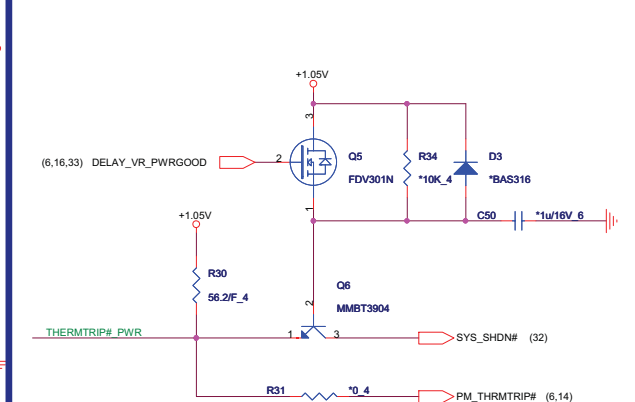 +1.05V
3
(6,16,33) DELAY_VR_PWRGOOD
2
Q5
FDV301N
R34
*10K_4
D3
*BAS316
1
C50
*1u/16V_6
+1.05V
R30
56.2/F_4
Q6
MMBT3904
2
THERMTRIP#_PWR
1
3
SYS_SHDN# (32)
R31
*0_4
PM_THRMTRIP# (6,14)